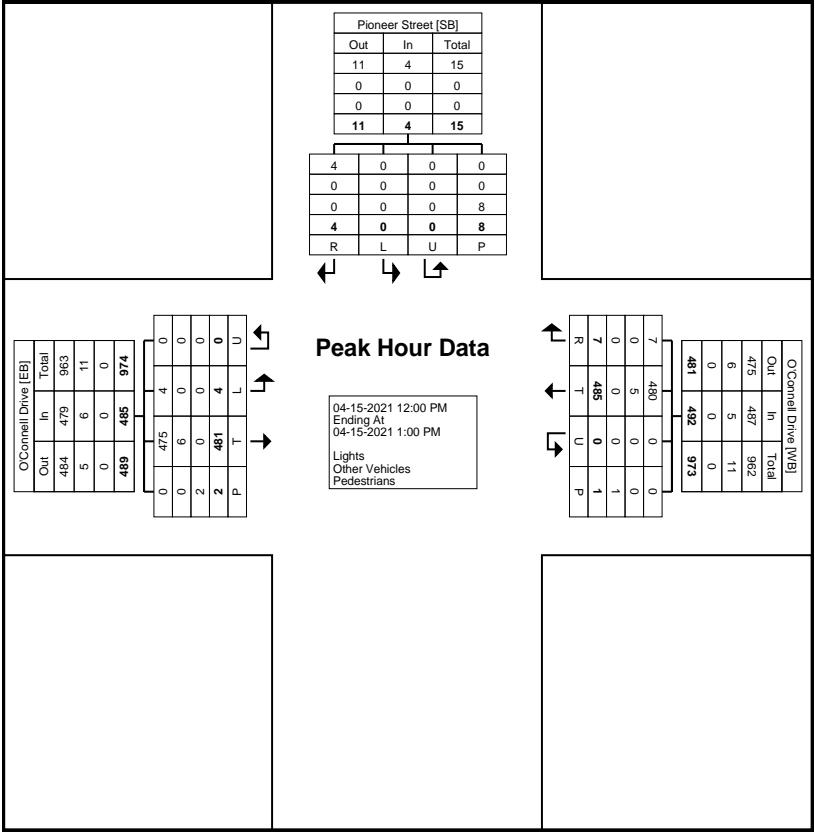 Pioneer Street [SB]
Out In Total
11 4 15
0 0 0
0 0 0
11 4 15
4 0 0 0
0 0 0 0
0 0 0 8
4 0 0 8
R L U P
O'Connell Drive [EB]
Out In Total
484 479 963
5 6 11
0 0 0
489 485 974
0 475 4 0
0 6 0 0
2 0 0 0
2 481 4 0
P T L U
Peak Hour Data
04-15-2021 12:00 PM
Ending At
04-15-2021 1:00 PM
Lights
Other Vehicles
Pedestrians
O'Connell Drive [WB]
Out In Total
475 487 962
6 5 11
0 0 0
481 492 973
7 480 0 0
0 5 0 0
0 0 0 1
7 485 0 1
R T U P